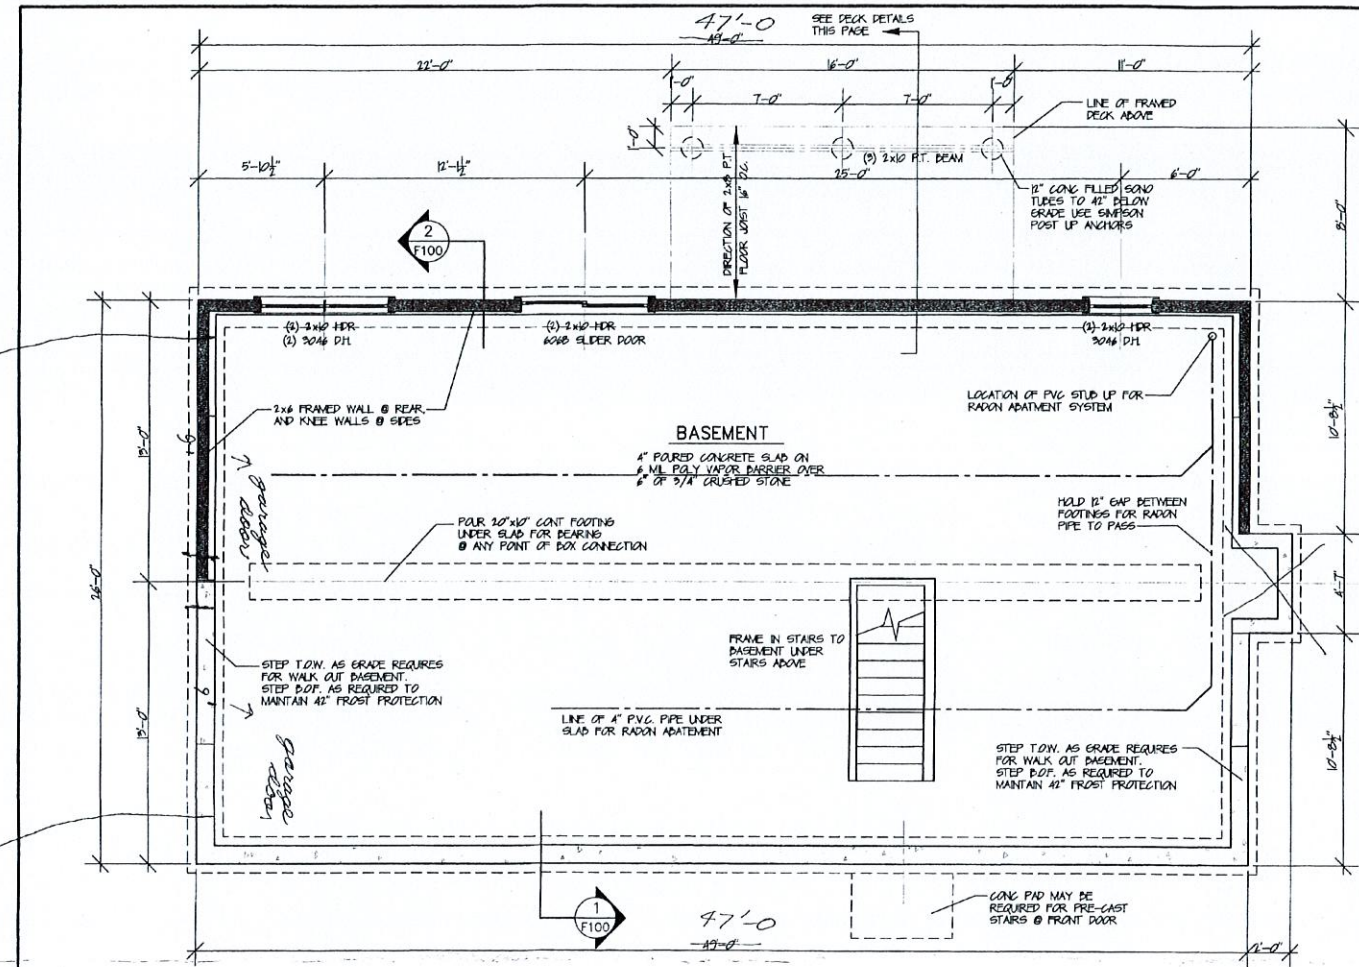 47'-0
49'-0"
SEE DECK DETAILS
THIS PAGE
22'-0"
16'-0"
11'-0"
1'-0"
7'-0"
7'-0"
1'-0"
LINE OF FRAMED
DECK ABOVE
1'-0"
5'-10½"
12'-½"
(3) 2x10 P.T. BEAM
25'-0"
6'-0"
DIRECTION OF 2x8 P.T
FLOOR JOIST 16" O.C.
12" CONC FILLED SONO
TUBES TO 42" BELOW
GRADE USE SIMPSON
POST UP ANCHORS
8'-0"
2
F100
(2) 2x10 HDR
(2) 3046 D.H.
(2) 2x10 HDR
6068 SLIDER DOOR
(2) 2x10 HDR
3046 D.H.
2x6 FRAMED WALL @ REAR,
AND KNEE WALLS @ SIDES
LOCATION OF PVC STUB UP FOR
RADON ABATMENT SYSTEM
BASEMENT
4" POURED CONCRETE SLAB ON
6 MIL POLY VAPOR BARRIER OVER
6" OF 3/4" CRUSHED STONE
13'-0"
10'-8½"
garage
door
POUR 20"x10" CONT FOOTING
UNDER SLAB FOR BEARING
@ ANY POINT OF BOX CONNECTION
HOLD 12" GAP BETWEEN
FOOTINGS FOR RADON
PIPE TO PASS
26'-0"
4'-7"
FRAME IN STAIRS TO
BASEMENT UNDER
STAIRS ABOVE
STEP T.O.W. AS GRADE REQUIRES
FOR WALK OUT BASEMENT.
STEP B.O.F. AS REQUIRED TO
MAINTAIN 42" FROST PROTECTION
13'-0"
garage
door
LINE OF 4" P.V.C. PIPE UNDER
SLAB FOR RADON ABATEMENT
STEP T.O.W. AS GRADE REQUIRES
FOR WALK OUT BASEMENT.
STEP B.O.F. AS REQUIRED TO
MAINTAIN 42" FROST PROTECTION
10'-8½"
1
F100
CONC PAD MAY BE
REQUIRED FOR PRE-CAST
STAIRS @ FRONT DOOR
47'-0
49'-0"
2'-0"